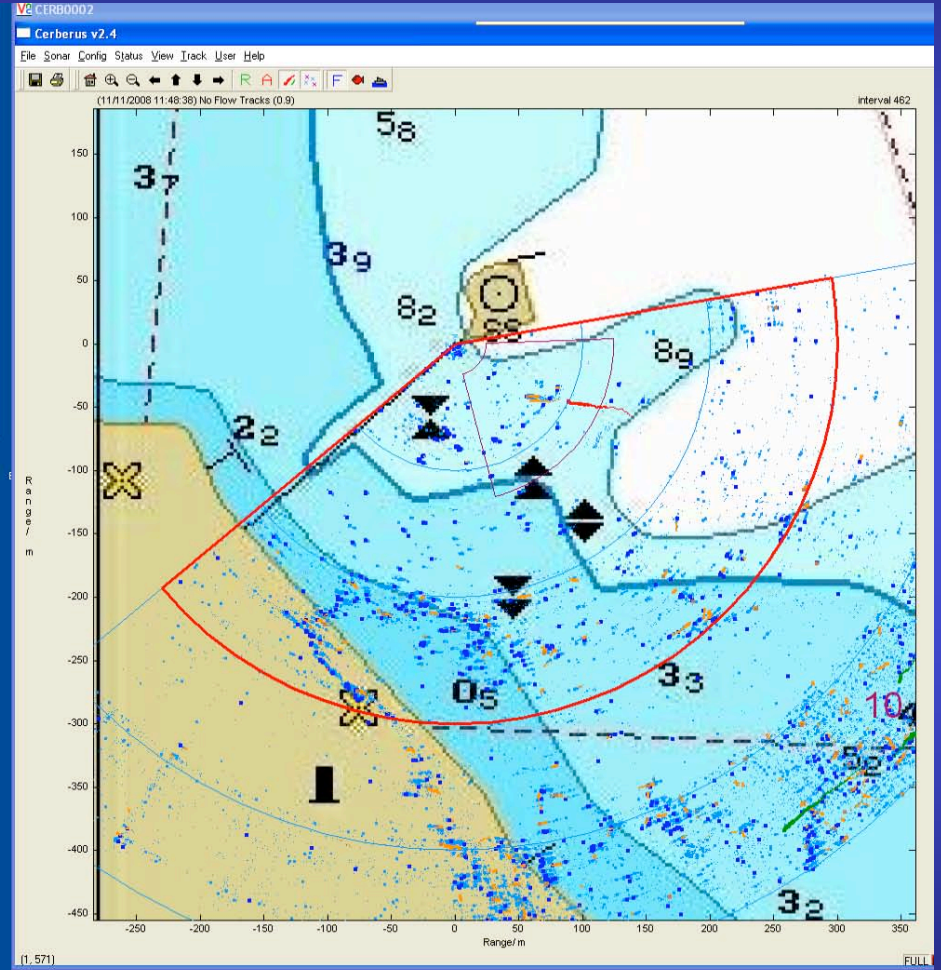 V2 CERB0002
Cerberus v2.4
File Sonar Config Status View Track User Help
R A F
(11/11/2008 11:48:38) No Flow Tracks (0.9) interval 462
58
150
37
100
39
50
82
0
89
-50
22
-100
Range/ m
-150
-200
-250
33
05
10
-300
-350
-400
32
-450
-250 -200 -150 -100 -50 0 50 100 150 200 250 300 350
Range/ m
(1, 571) FULL